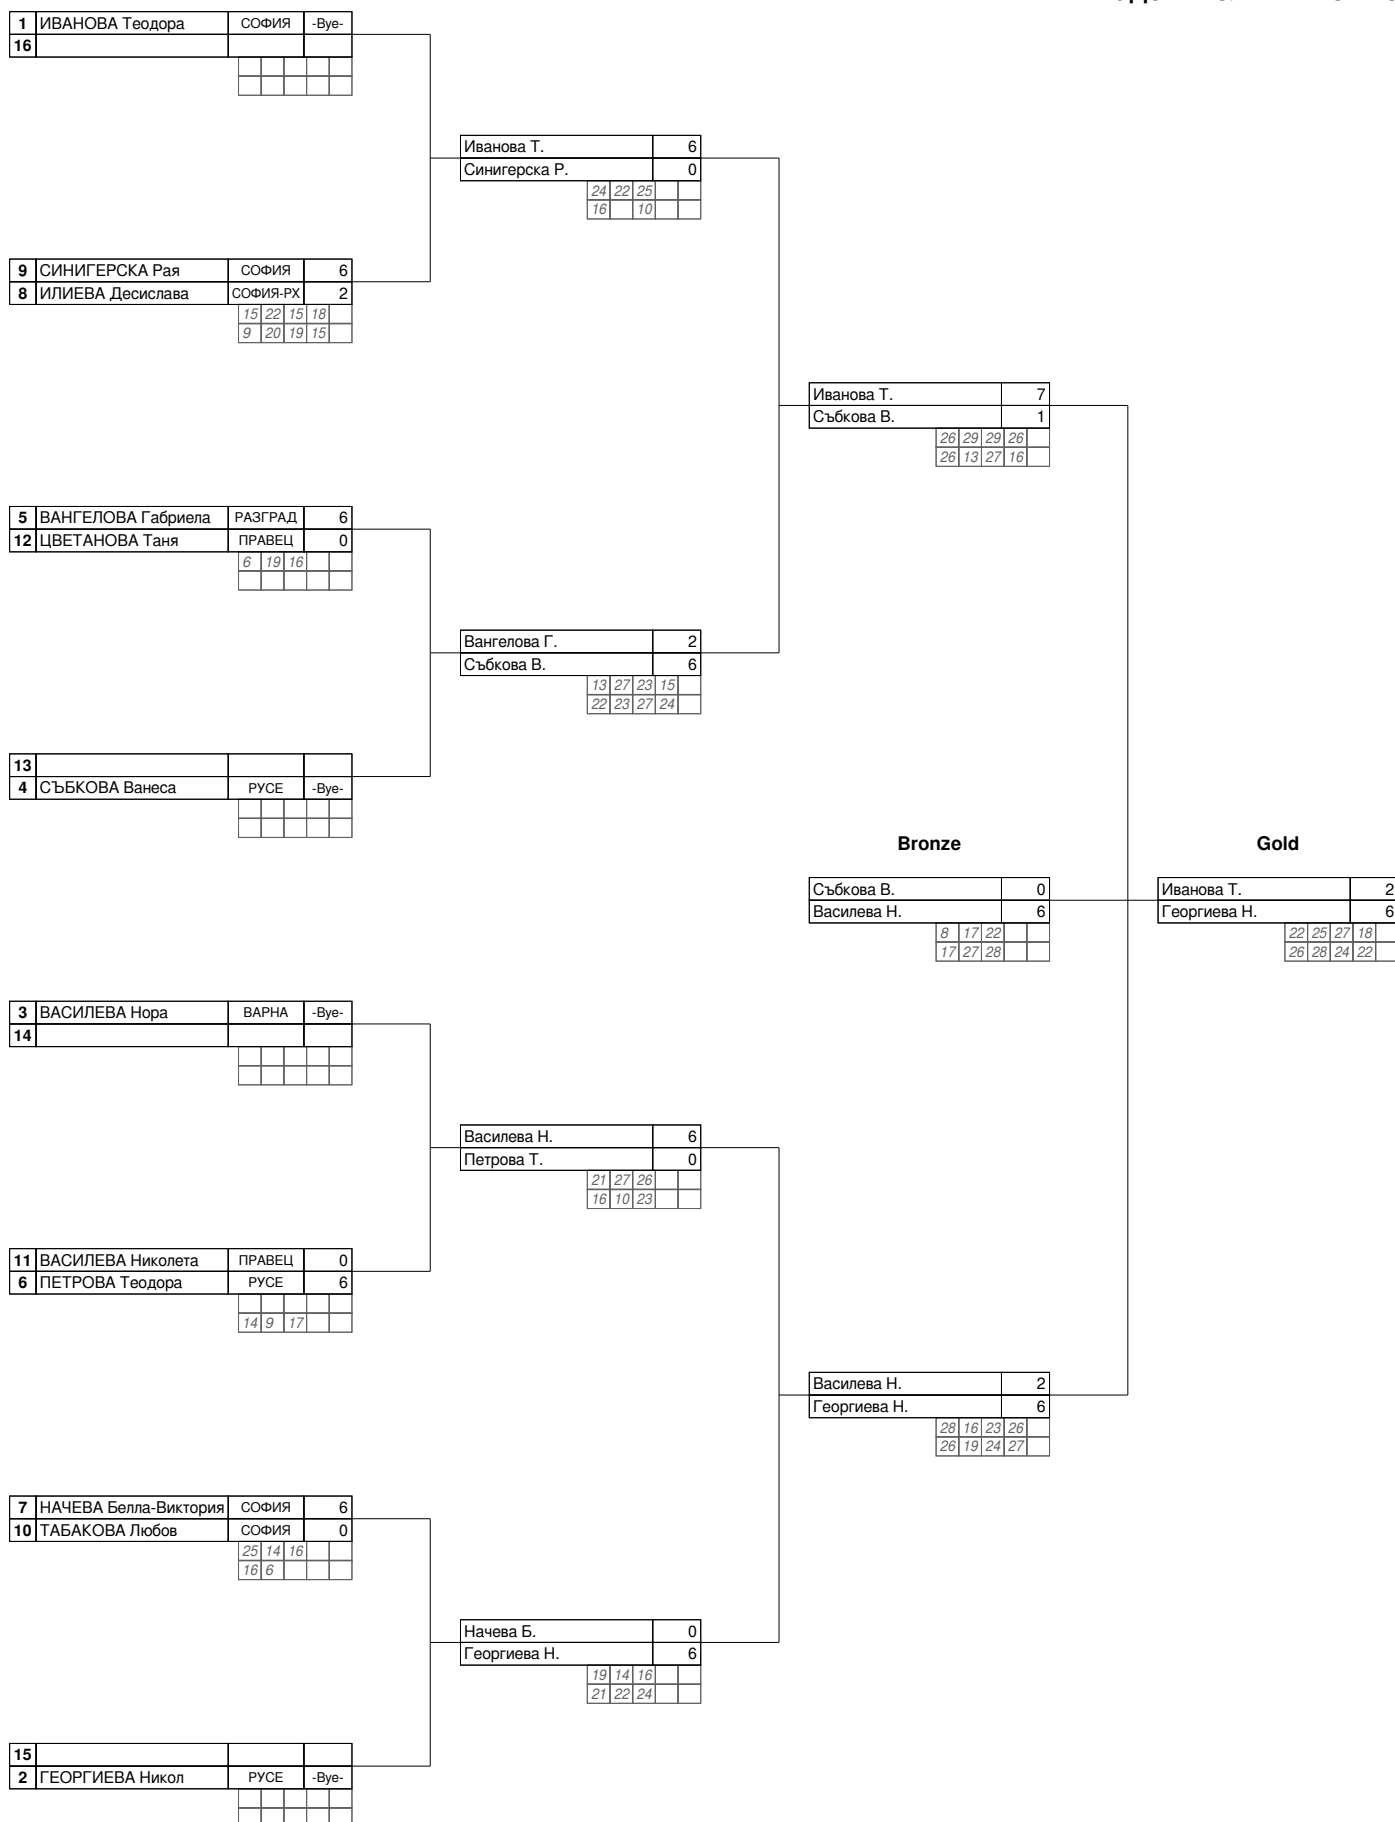 1 ИВАНОВА Теодора СОФИЯ -Bye-
16
Иванова Т. 6
Синигерска Р. 0
24 22 25
16 10
9 СИНИГЕРСКА Рая СОФИЯ 6
8 ИЛИЕВА Десислава СОФИЯ-РХ 2
15 22 15 18
9 20 19 15
Иванова Т. 7
Събкова В. 1
26 29 29 26
26 13 27 16
5 ВАНГЕЛОВА Габриела РАЗГРАД 6
12 ЦВЕТАНОВА Таня ПРАВЕЦ 0
6 19 16
Вангелова Г. 2
Събкова В. 6
13 27 23 15
22 23 27 24
13
4 СЪБКОВА Ванеса РУСЕ -Bye-
Bronze Gold
Събкова В. 0 Иванова Т. 2
Василева Н. 6 Георгиева Н. 6
8 17 22 22 25 27 18
17 27 28 26 28 24 22
3 ВАСИЛЕВА Нора ВАРНА -Bye-
14
Василева Н. 6
Петрова Т. 0
21 27 26
16 10 23
11 ВАСИЛЕВА Николета ПРАВЕЦ 0
6 ПЕТРОВА Теодора РУСЕ 6
14 9 17
Василева Н. 2
Георгиева Н. 6
28 16 23 26
26 19 24 27
7 НАЧЕВА Белла-Виктория СОФИЯ 6
10 ТАБАКОВА Любов СОФИЯ 0
25 14 16
16 6
Начева Б. 0
Георгиева Н. 6
19 14 16
21 22 24
15
2 ГЕОРГИЕВА Никол РУСЕ -Bye-